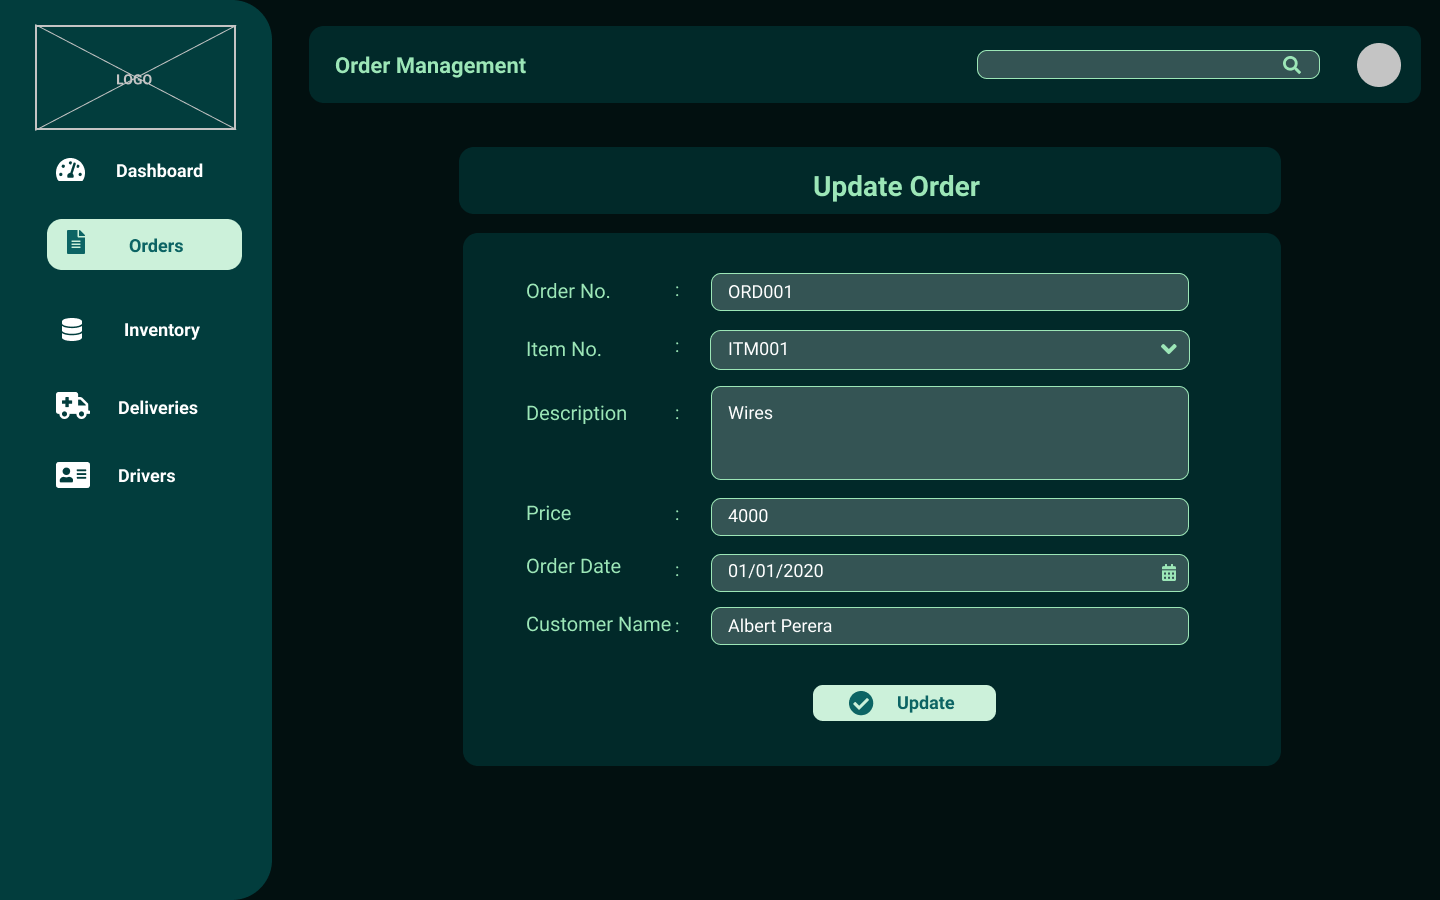 LOGO
Dashboard
Orders
Inventory
Deliveries
Drivers
Order Management
Update Order
Order No. : ORD001
Item No. : ITM001
Description : Wires
Price : 4000
Order Date : 01/01/2020
Customer Name : Albert Perera
Update